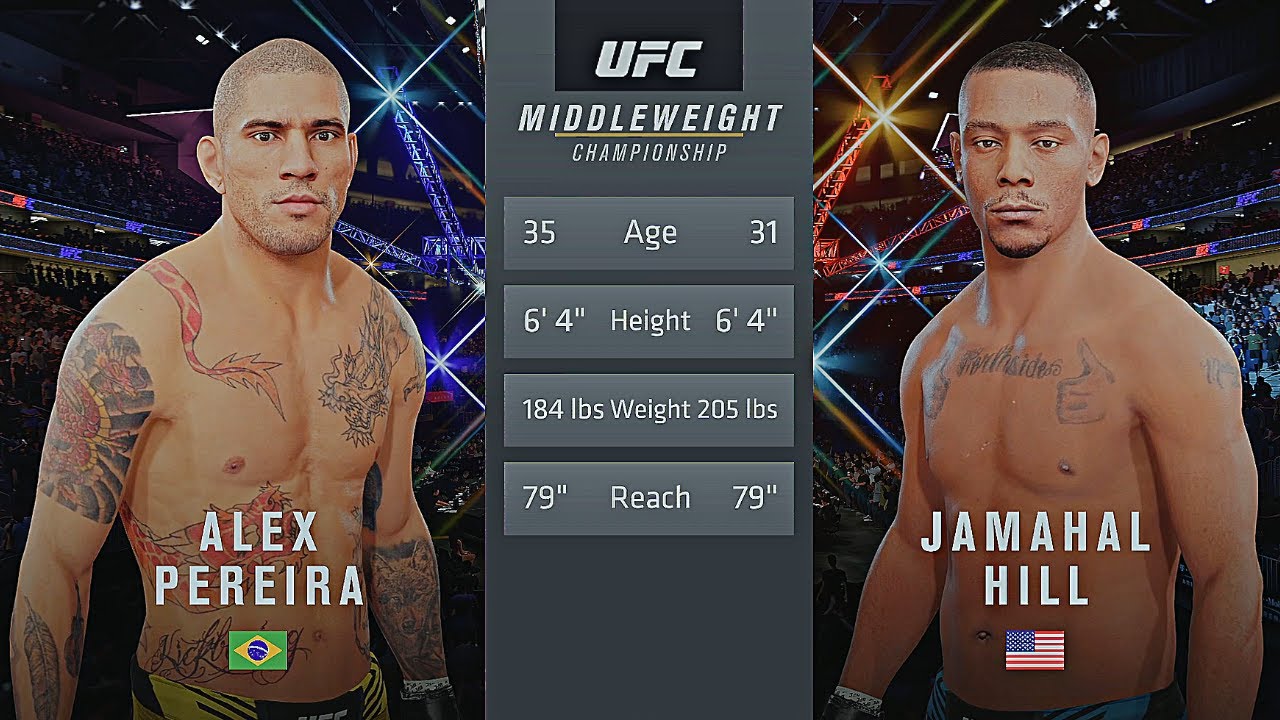 UFC
MIDDLEWEIGHT
CHAMPIONSHIP
35 Age 31
6' 4" Height 6' 4"
184 lbs Weight 205 lbs
79" Reach 79"
ALEX
PEREIRA
JAMAHAL
HILL
UFC